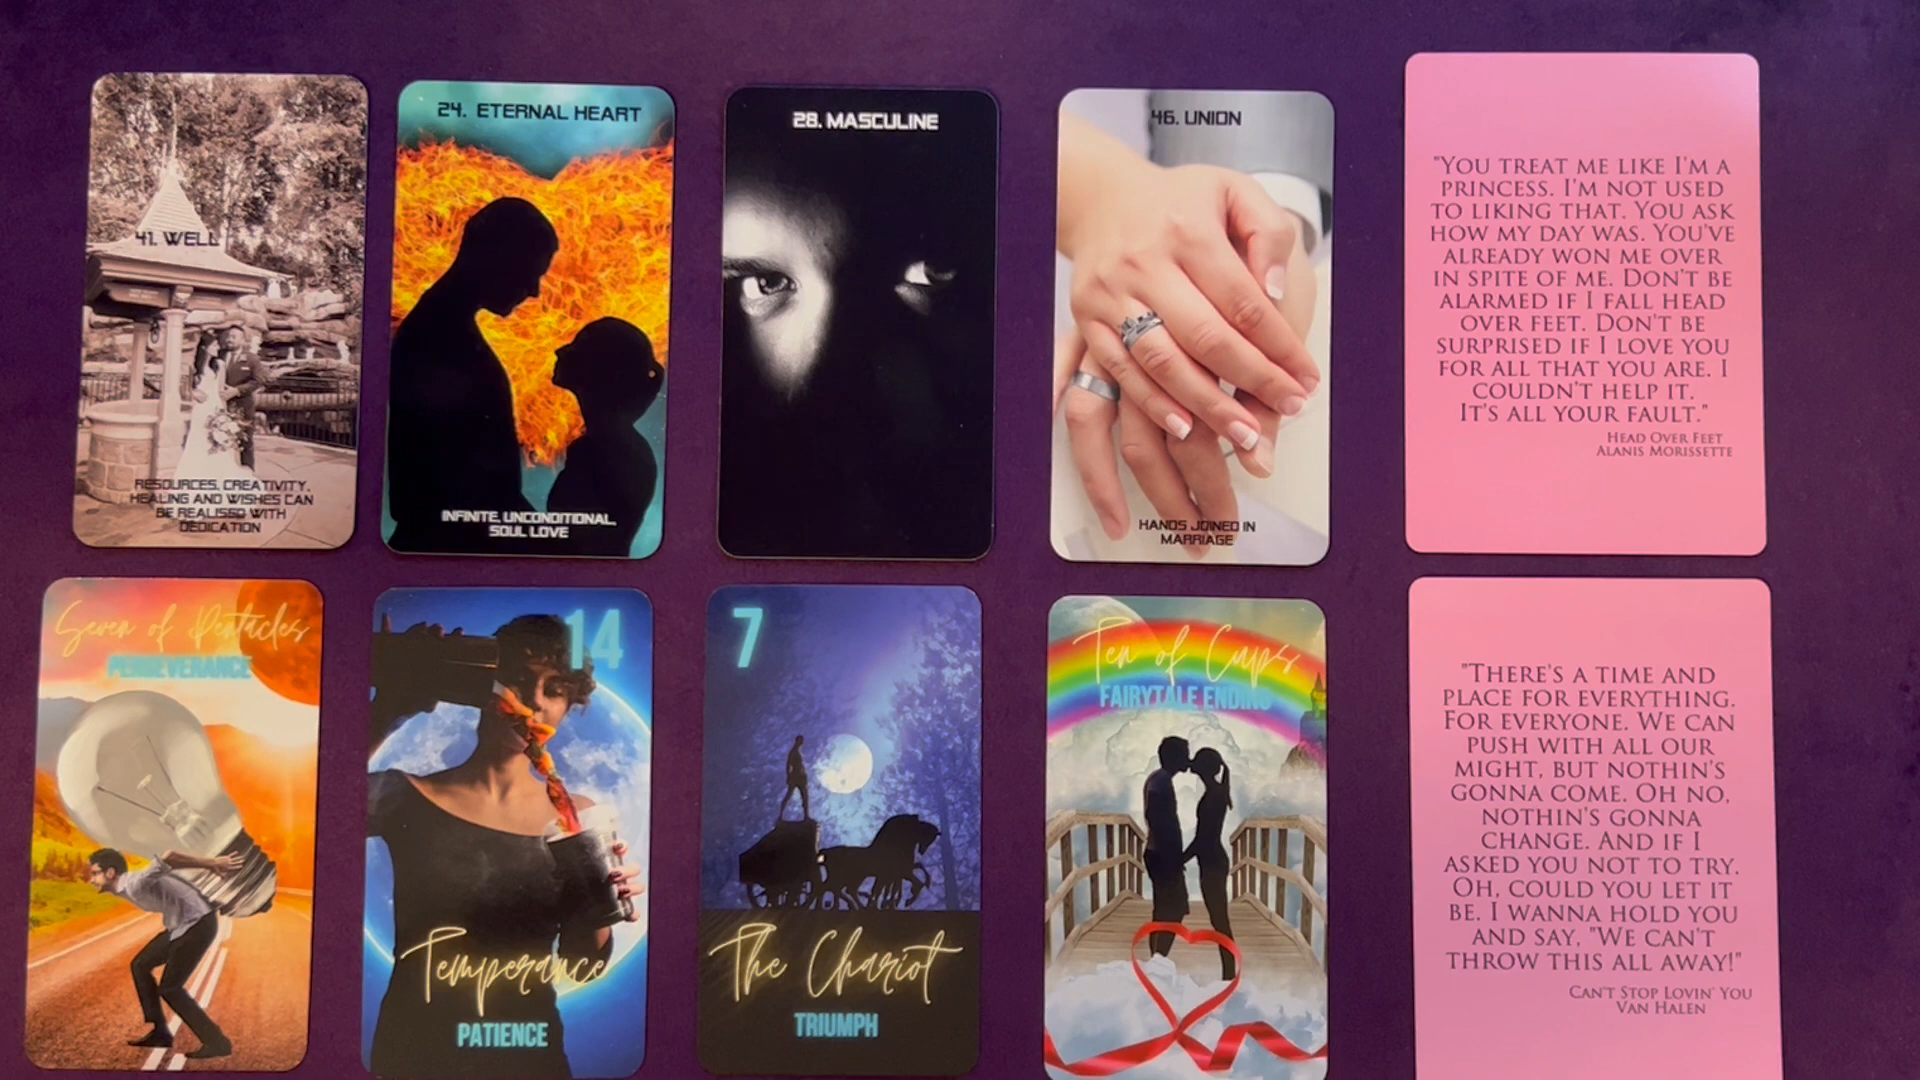 41. WELL
RESOURCES, CREATIVITY,
HEALING AND WISHES CAN
BE REALISED WITH
DEDICATION
24. ETERNAL HEART
INFINITE, UNCONDITIONAL,
SOUL LOVE
28. MASCULINE
46. UNION
HANDS JOINED IN
MARRIAGE
"YOU TREAT ME LIKE I'M A
PRINCESS. I'M NOT USED
TO LIKING THAT. YOU ASK
HOW MY DAY WAS. YOU'VE
ALREADY WON ME OVER
IN SPITE OF ME. DON'T BE
ALARMED IF I FALL HEAD
OVER FEET. DON'T BE
SURPRISED IF I LOVE YOU
FOR ALL THAT YOU ARE. I
COULDN'T HELP IT.
IT'S ALL YOUR FAULT."
HEAD OVER FEET
ALANIS MORISSETTE
Seven of Pentacles
PERSEVERANCE
14
Temperance
PATIENCE
7
The Chariot
TRIUMPH
Ten of Cups
FAIRYTALE ENDING
"THERE'S A TIME AND
PLACE FOR EVERYTHING.
FOR EVERYONE. WE CAN
PUSH WITH ALL OUR
MIGHT, BUT NOTHIN'S
GONNA COME. OH NO,
NOTHIN'S GONNA
CHANGE. AND IF I
ASKED YOU NOT TO TRY.
OH, COULD YOU LET IT
BE. I WANNA HOLD YOU
AND SAY, "WE CAN'T
THROW THIS ALL AWAY!"
CAN'T STOP LOVIN' YOU
VAN HALEN